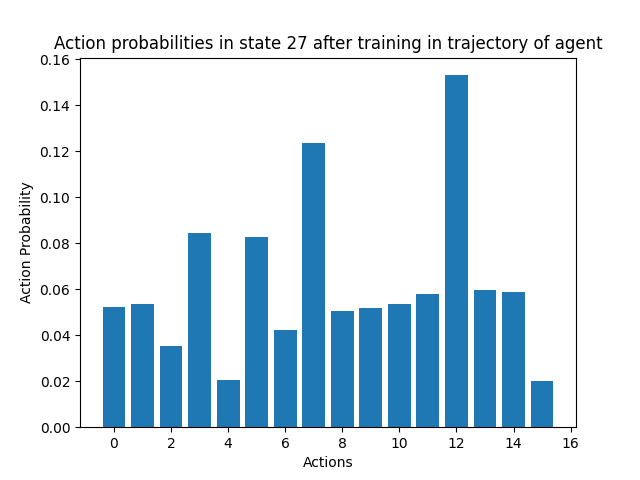 Action probabilities in state 27 after training in trajectory of agent
0.16
0.14
0.12
0.10
0.08
0.06
0.04
0.02
0.00
Action Probability
0 2 4 6 8 10 12 14 16
Actions